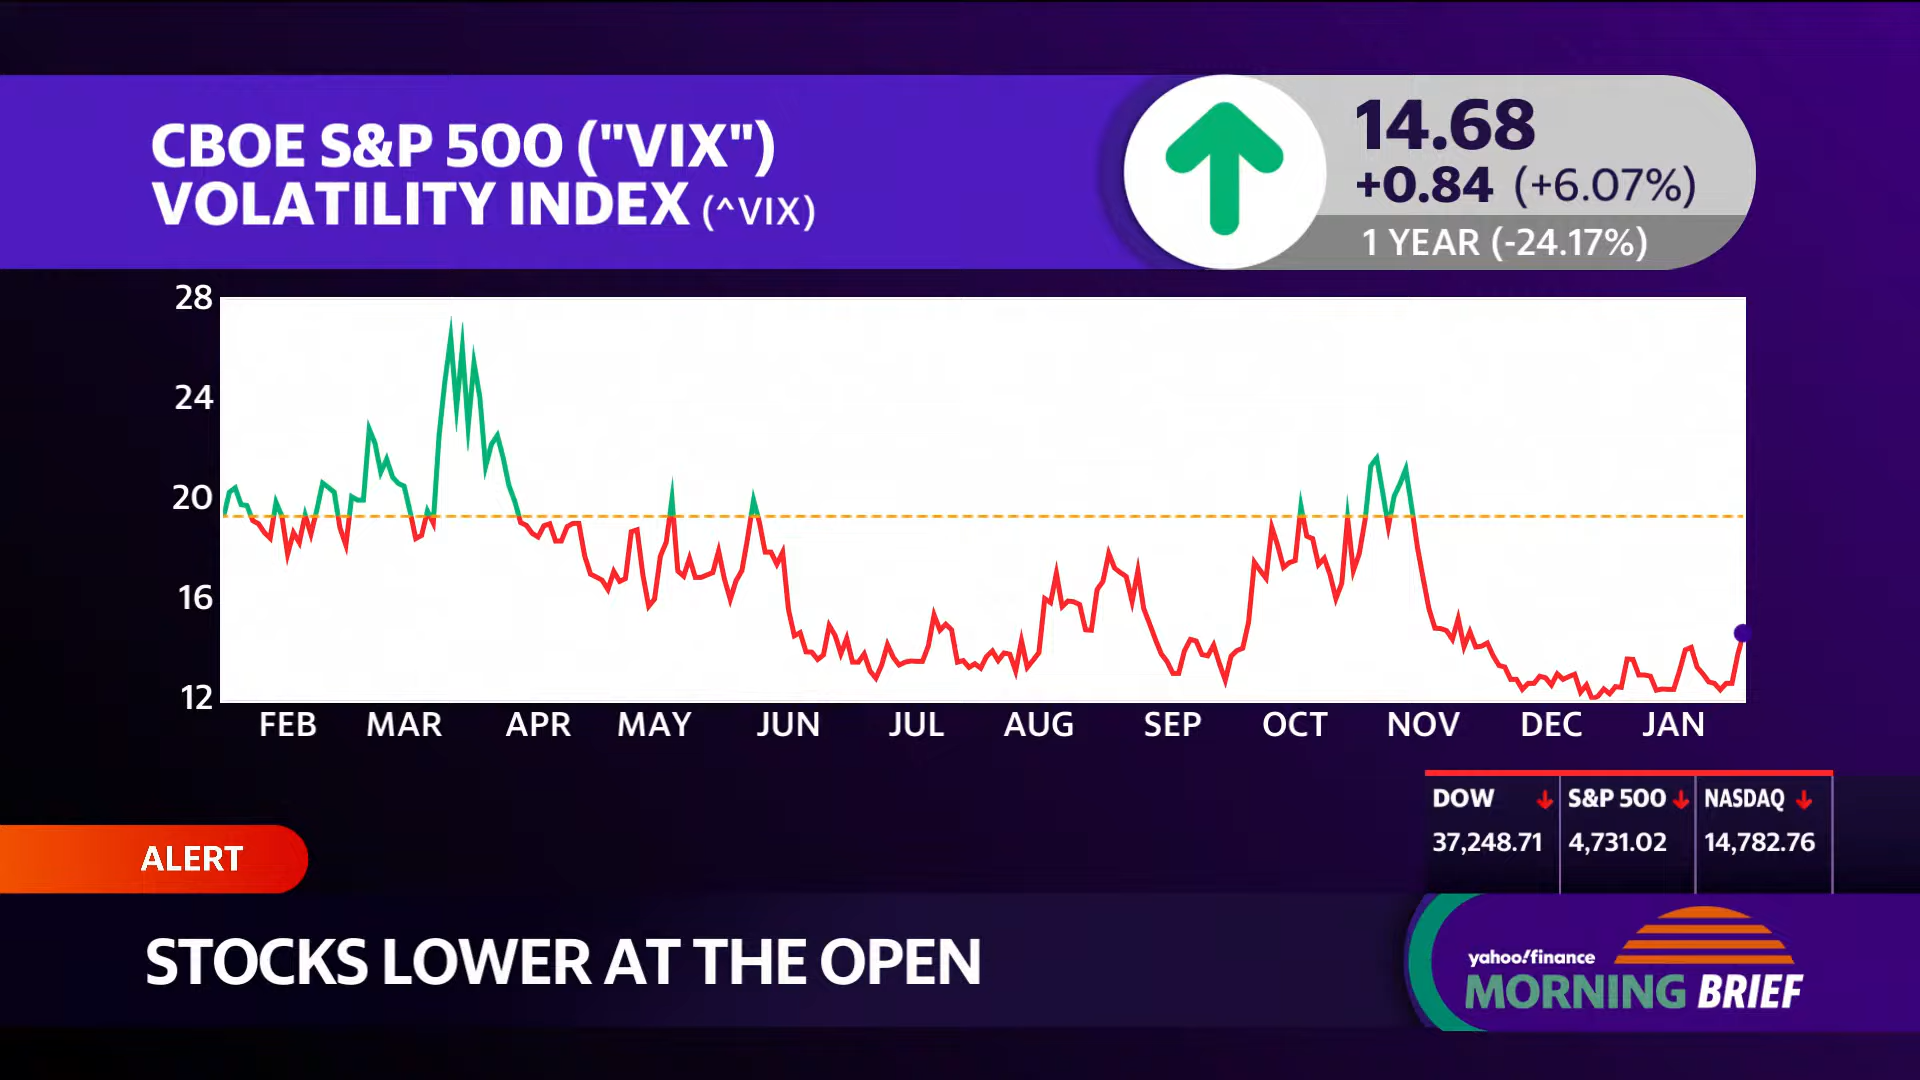 CBOE S&P 500 ("VIX")
VOLATILITY INDEX (^VIX)
14.68
+0.84 (+6.07%)
1 YEAR (-24.17%)
28
24
20
16
12
FEB MAR APR MAY JUN JUL AUG SEP OCT NOV DEC JAN
DOW S&P 500 NASDAQ
37,248.71 4,731.02 14,782.76
ALERT
STOCKS LOWER AT THE OPEN
yahoo!finance
MORNING BRIEF